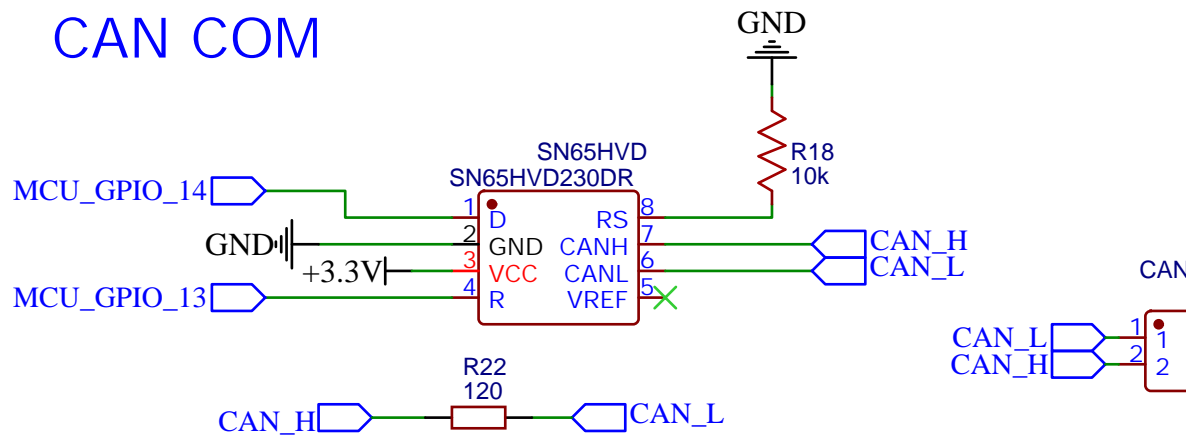 CAN COM
GND
R18
10k
SN65HVD
SN65HVD230DR
MCU_GPIO_14
1
D
RS
8
GND
2
GND
CANH
7
CAN_H
+3.3V
3
VCC
CANL
6
CAN_L
MCU_GPIO_13
4
R
VREF
5
CAN
CAN_L
1
1
CAN_H
2
2
R22
120
CAN_H
CAN_L